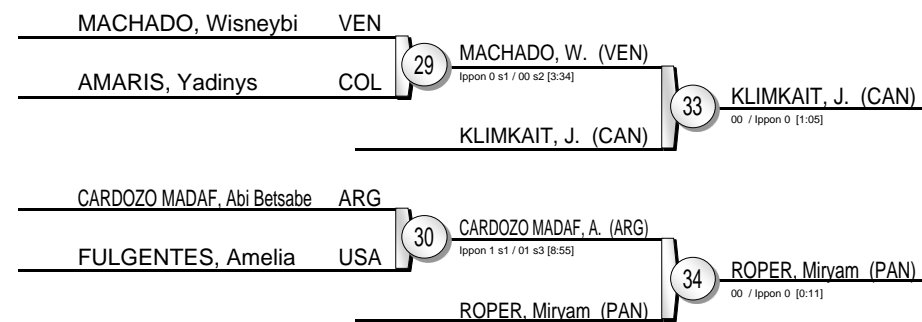 MACHADO, Wisneybi VEN
AMARIS, Yadinys COL
29
MACHADO, W. (VEN)
Ippon 0 s1 / 00 s2 [3:34]
KLIMKAIT, J. (CAN)
33
KLIMKAIT, J. (CAN)
00 / Ippon 0 [1:05]
CARDOZO MADAF, Abi Betsabe ARG
FULGENTES, Amelia USA
30
CARDOZO MADAF, A. (ARG)
Ippon 1 s1 / 01 s3 [8:55]
ROPER, Miryam (PAN)
34
ROPER, Miryam (PAN)
00 / Ippon 0 [0:11]